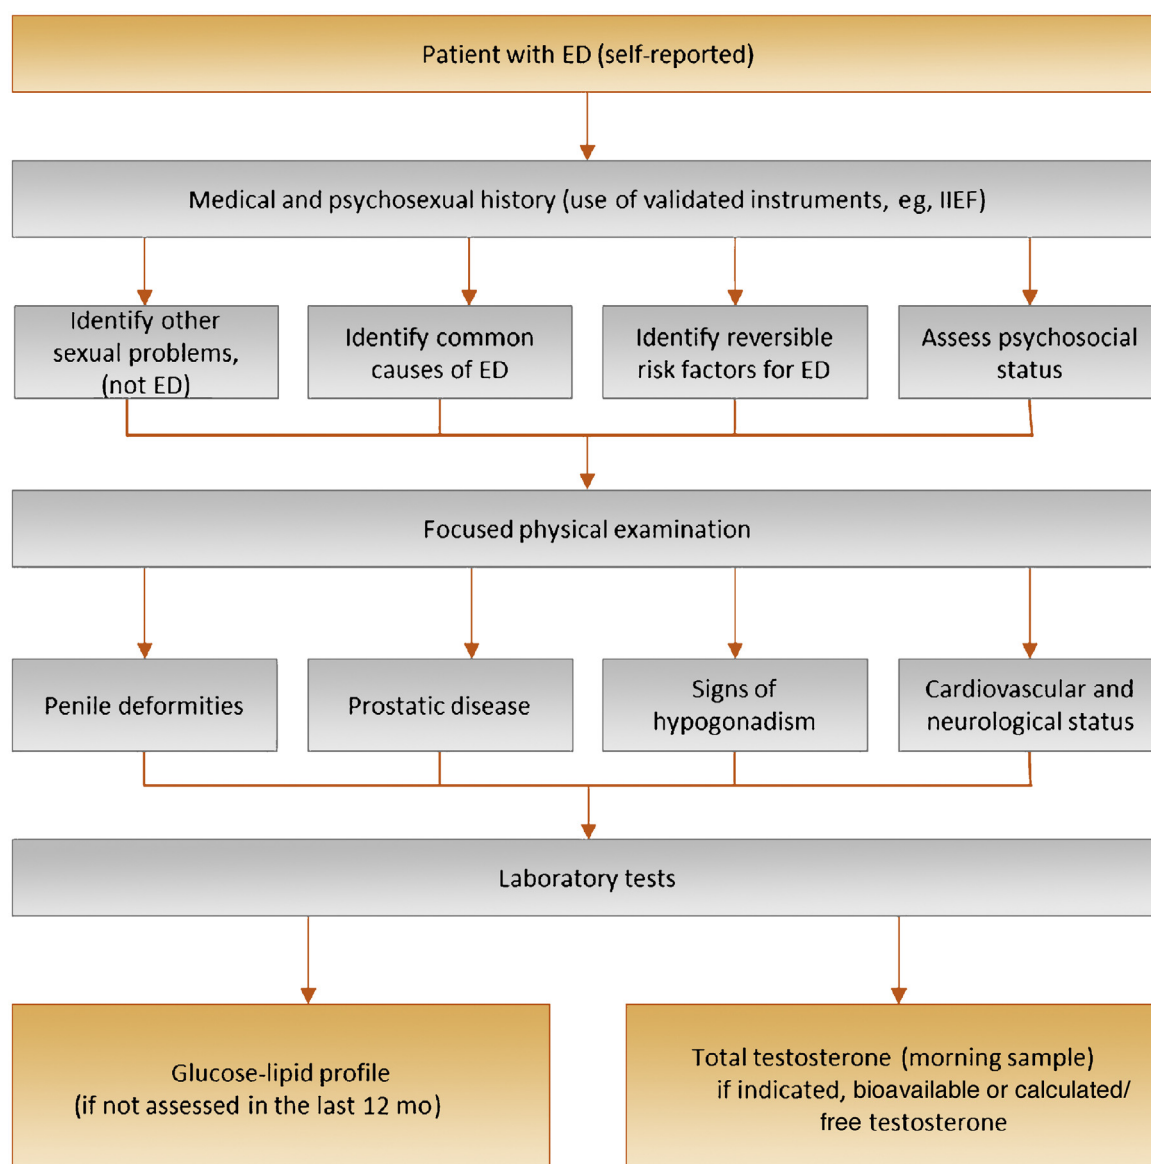 Patient with ED (self-reported)
Medical and psychosexual history (use of validated instruments, eg, IIEF)
Identify other
sexual problems,
(not ED)
Identify common
causes of ED
Identify reversible
risk factors for ED
Assess psychosocial
status
Focused physical examination
Penile deformities
Prostatic disease
Signs of
hypogonadism
Cardiovascular and
neurological status
Laboratory tests
Glucose-lipid profile
(if not assessed in the last 12 mo)
Total testosterone (morning sample)
if indicated, bioavailable or calculated/
free testosterone